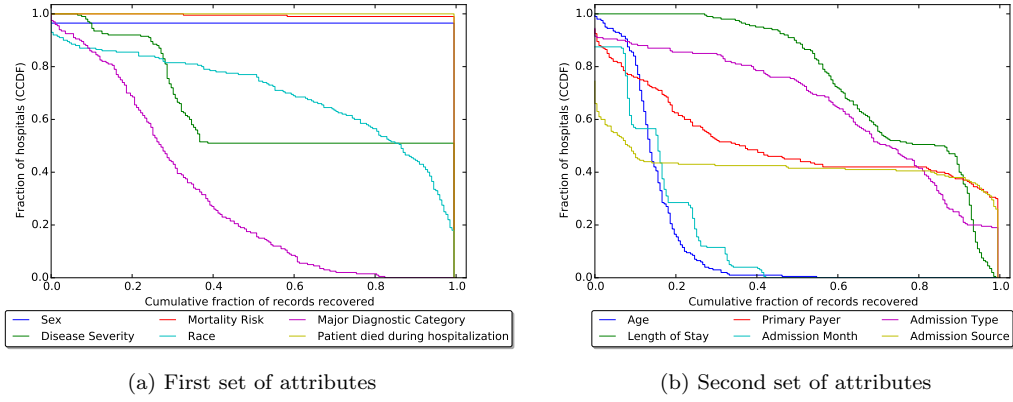 Fraction of hospitals (CCDF)
1.0
0.8
0.6
0.4
0.2
0.0
0.0 0.2 0.4 0.6 0.8 1.0
Cumulative fraction of records recovered
Sex Mortality Risk Major Diagnostic Category
Disease Severity Race Patient died during hospitalization
(a) First set of attributes
Fraction of hospitals (CCDF)
1.0
0.8
0.6
0.4
0.2
0.0
0.0 0.2 0.4 0.6 0.8 1.0
Cumulative fraction of records recovered
Age Primary Payer Admission Type
Length of Stay Admission Month Admission Source
(b) Second set of attributes